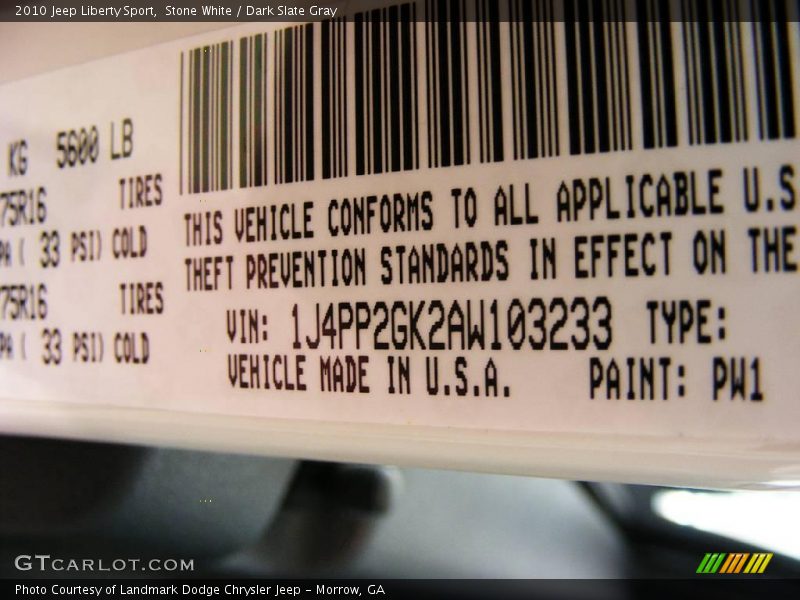 2010 Jeep Liberty Sport,  Stone White / Dark Slate Gray
KG 5600 LB
75R16 TIRES
PA ( 33 PSI) COLD
75R16 TIRES
PA ( 33 PSI) COLD
THIS VEHICLE CONFORMS TO ALL APPLICABLE U.S
THEFT PREVENTION STANDARDS IN EFFECT ON THE
VIN: 1J4PP2GK2AW103233 TYPE:
VEHICLE MADE IN U.S.A. PAINT: PW1
GTCARLOT.COM
Photo Courtesy of Landmark Dodge Chrysler Jeep - Morrow, GA